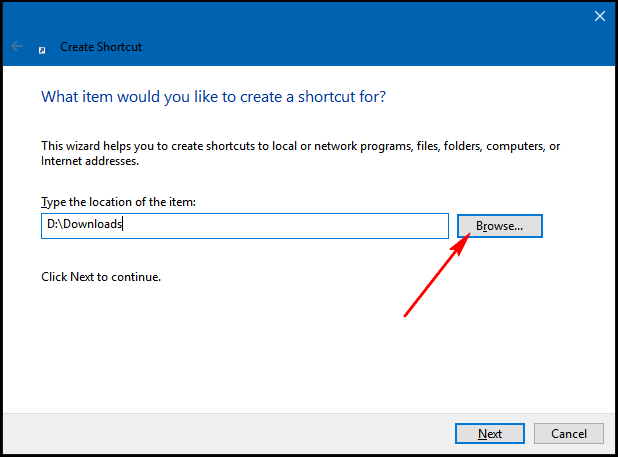 Create Shortcut
What item would you like to create a shortcut for?
This wizard helps you to create shortcuts to local or network programs, files, folders, computers, or
Internet addresses.
Type the location of the item:
D:\Downloads
Browse...
Click Next to continue.
Next
Cancel